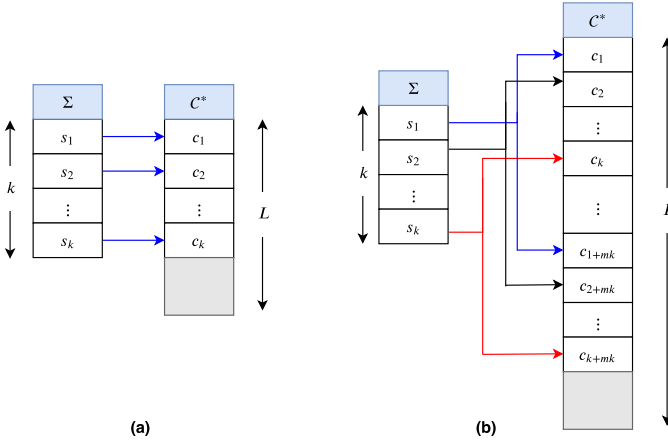 Σ
C*
s1
c1
s2
c2
⋮
⋮
sk
ck
k
L
(a)
C*
Σ
c1
s1
c2
s2
⋮
⋮
ck
sk
k
⋮
c1+mk
c2+mk
⋮
ck+mk
(b)